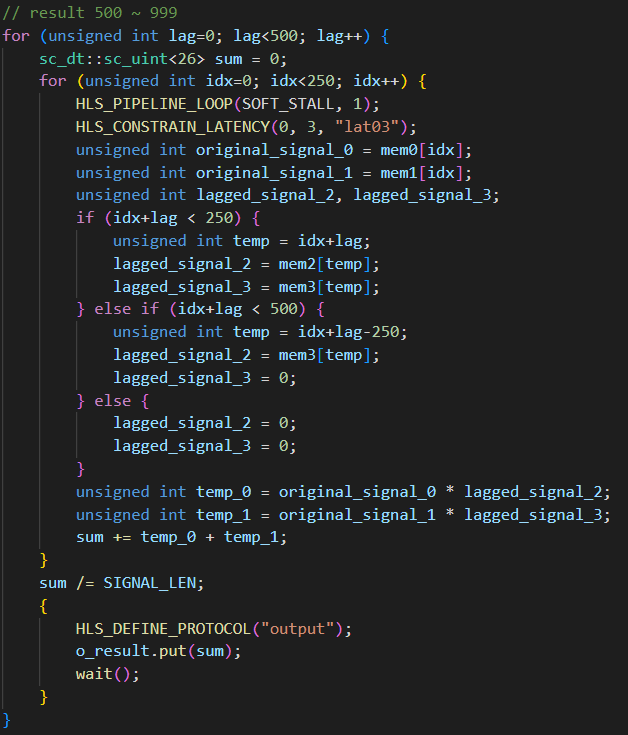 // result 500 ~ 999
for (unsigned int lag=0; lag<500; lag++) {
    sc_dt::sc_uint<26> sum = 0;
    for (unsigned int idx=0; idx<250; idx++) {
        HLS_PIPELINE_LOOP(SOFT_STALL, 1);
        HLS_CONSTRAIN_LATENCY(0, 3, "lat03");
        unsigned int original_signal_0 = mem0[idx];
        unsigned int original_signal_1 = mem1[idx];
        unsigned int lagged_signal_2, lagged_signal_3;
        if (idx+lag < 250) {
            unsigned int temp = idx+lag;
            lagged_signal_2 = mem2[temp];
            lagged_signal_3 = mem3[temp];
        } else if (idx+lag < 500) {
            unsigned int temp = idx+lag-250;
            lagged_signal_2 = mem3[temp];
            lagged_signal_3 = 0;
        } else {
            lagged_signal_2 = 0;
            lagged_signal_3 = 0;
        }
        unsigned int temp_0 = original_signal_0 * lagged_signal_2;
        unsigned int temp_1 = original_signal_1 * lagged_signal_3;
        sum += temp_0 + temp_1;
    }
    sum /= SIGNAL_LEN;
    {
        HLS_DEFINE_PROTOCOL("output");
        o_result.put(sum);
        wait();
    }
}